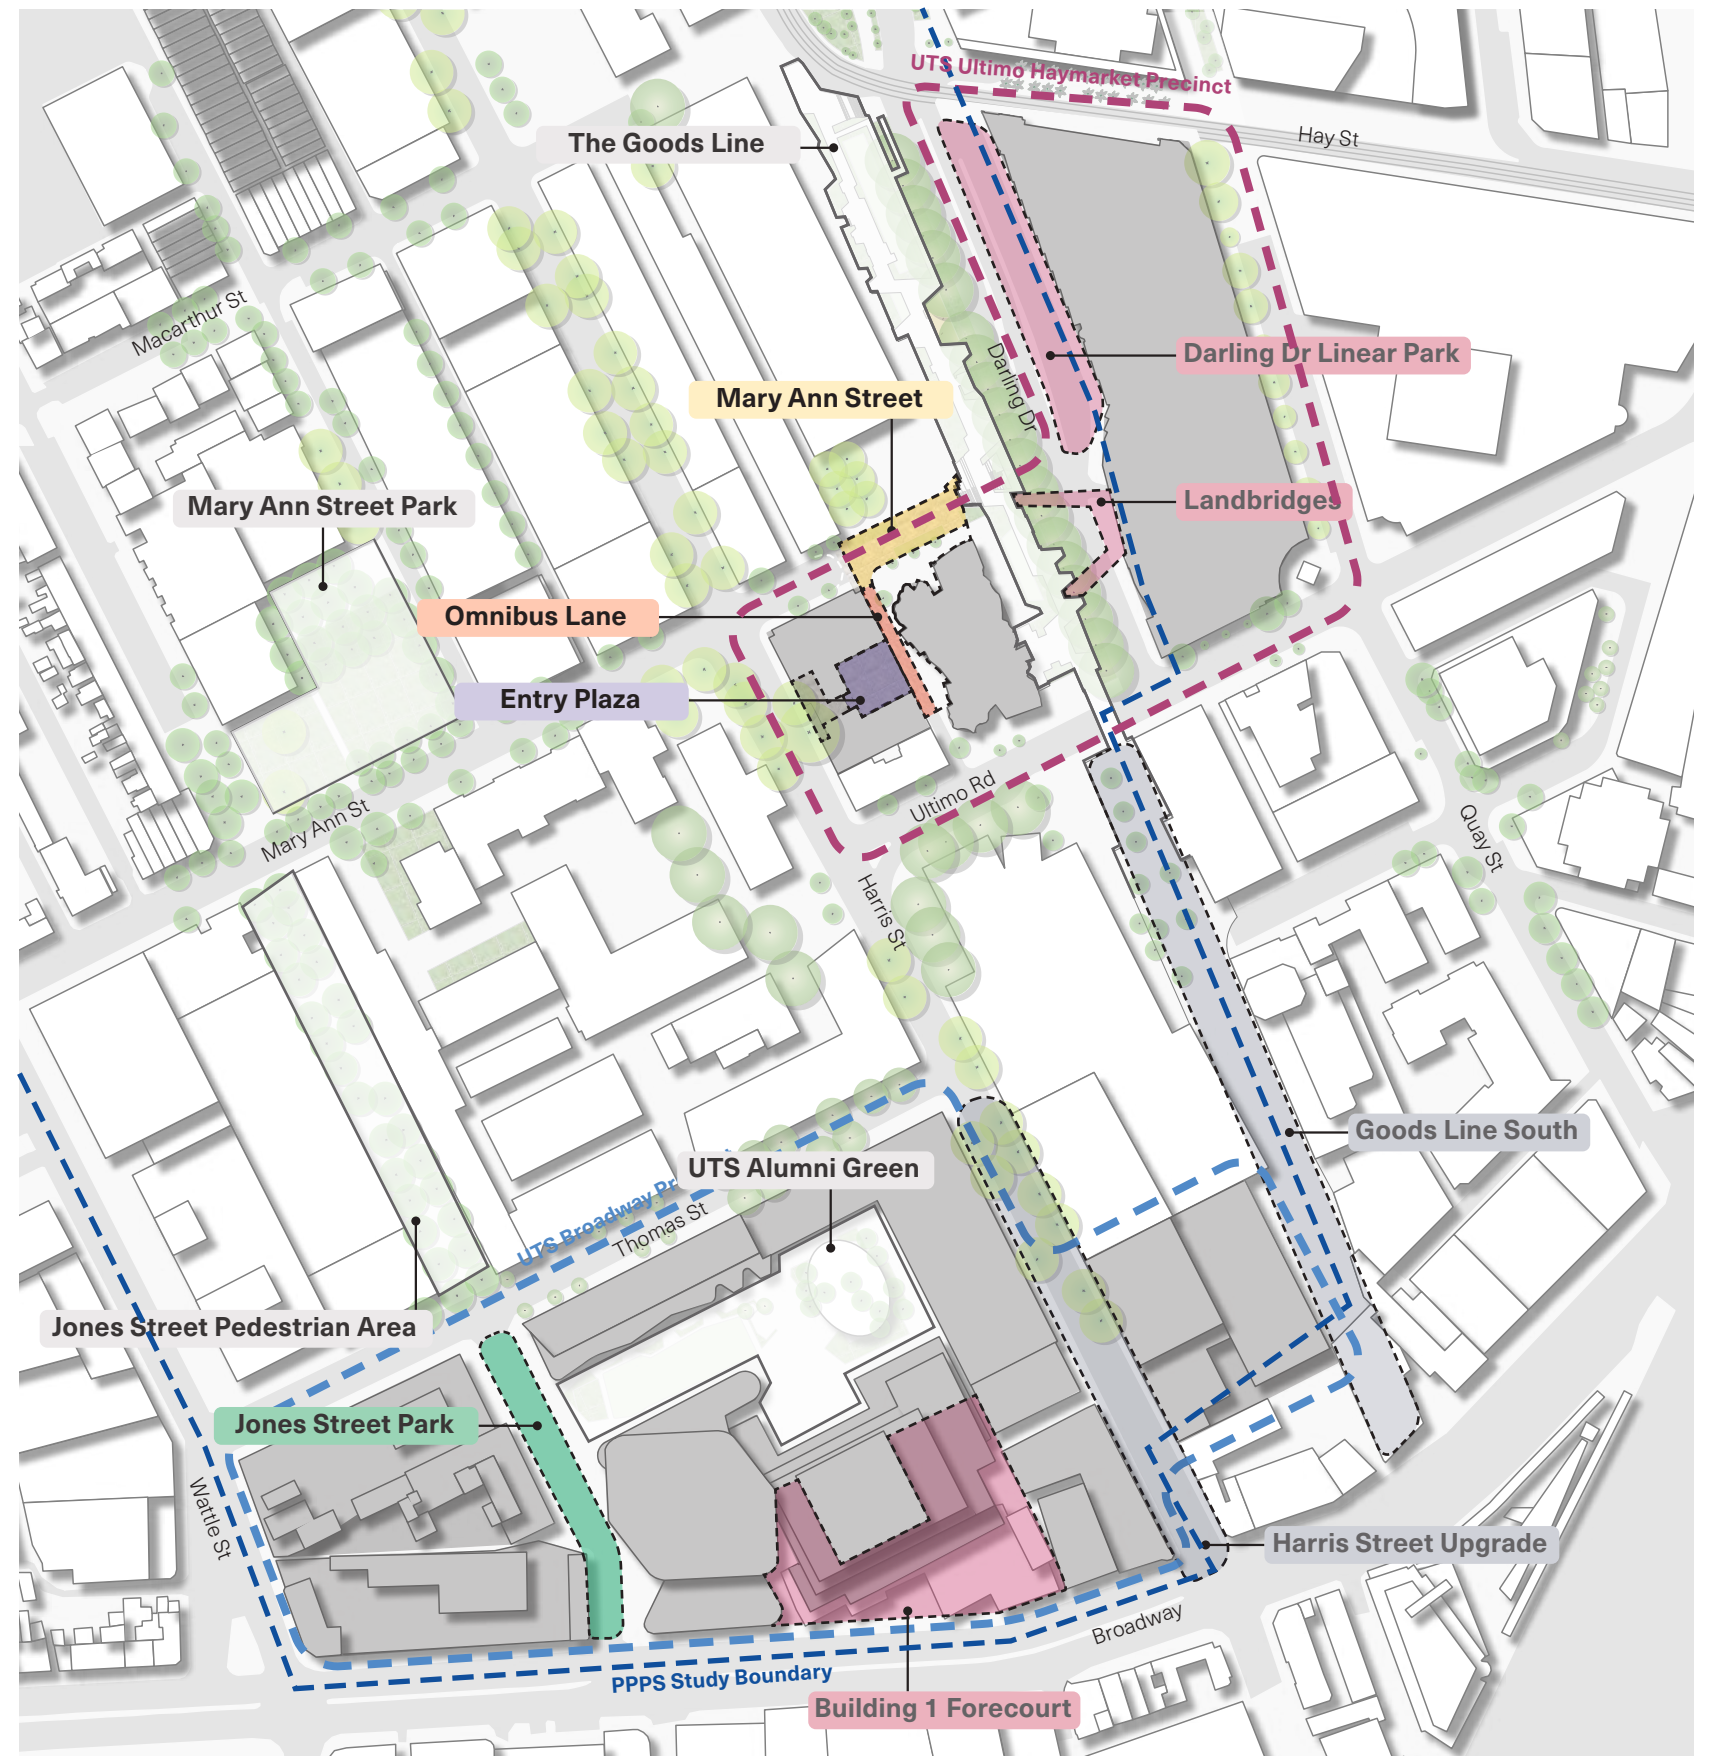 UTS Ultimo Haymarket Precinct
Hay St
The Goods Line
Macarthur St
Darling Dr Linear Park
Darling Dr
Mary Ann Street
Landbridges
Mary Ann Street Park
Omnibus Lane
Entry Plaza
Ultimo Rd
Mary Ann St
Quay St
Harris St
Goods Line South
UTS Alumni Green
UTS Broadway
Thomas St
Jones Street Pedestrian Area
Jones Street Park
Wattle St
Harris Street Upgrade
Broadway
PPPS Study Boundary
Building 1 Forecourt